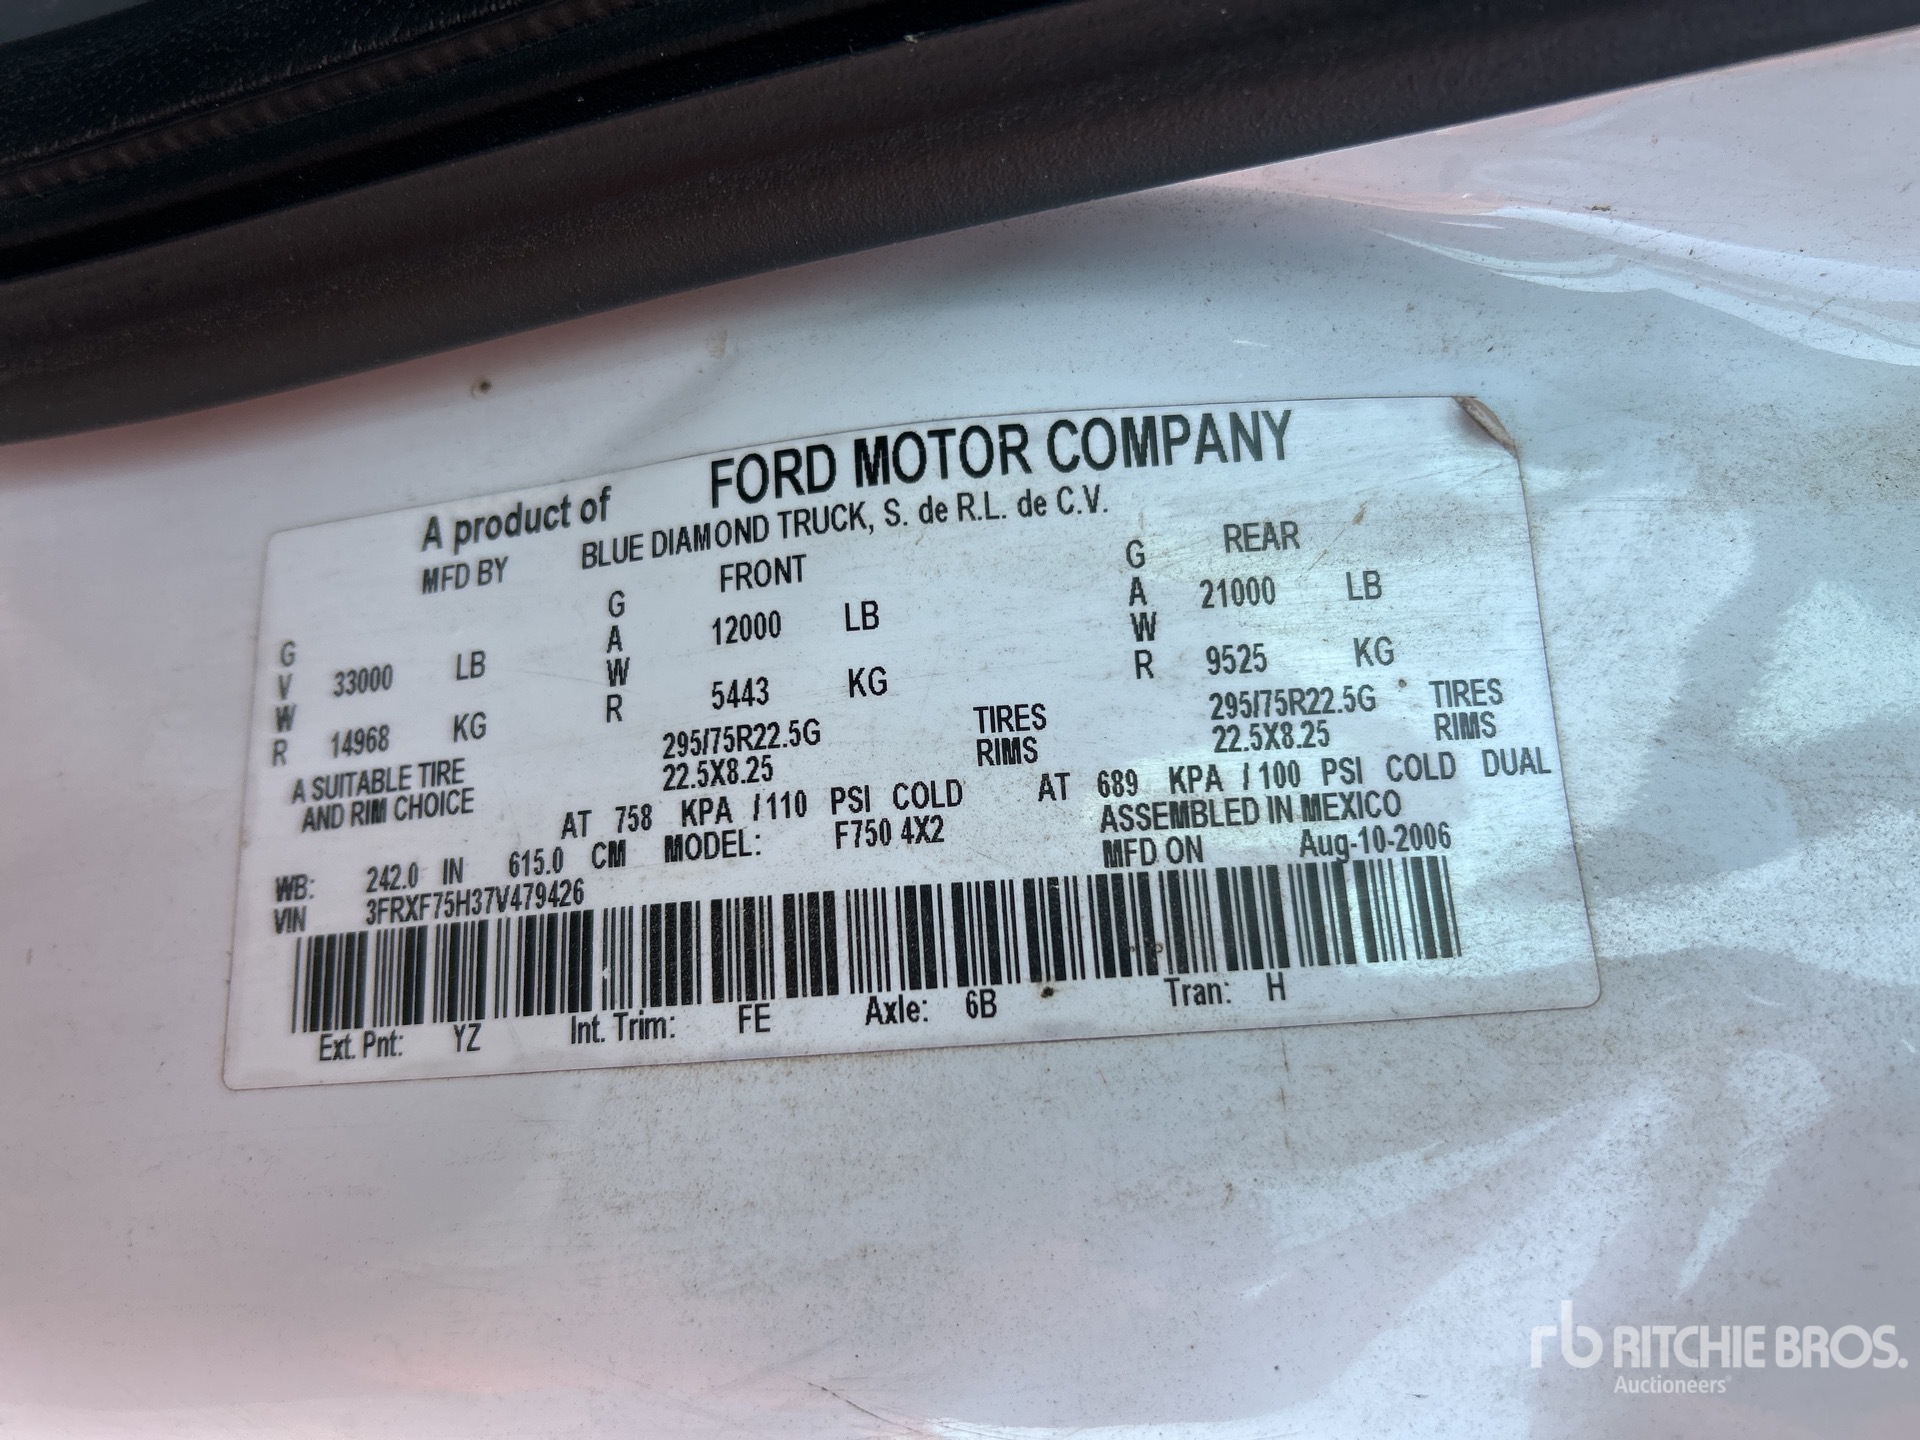 A product of FORD MOTOR COMPANY
MFD BY BLUE DIAMOND TRUCK, S. de R.L. de C.V.
FRONT REAR
GVWR 33000 LB GAWR 12000 LB GAWR 21000 LB
14968 KG 5443 KG 9525 KG
A SUITABLE TIRE 295/75R22.5G TIRES 295/75R22.5G TIRES
AND RIM CHOICE 22.5X8.25 RIMS 22.5X8.25 RIMS
AT 758 KPA / 110 PSI COLD AT 689 KPA / 100 PSI COLD DUAL
ASSEMBLED IN MEXICO
WB: 242.0 IN 615.0 CM MODEL: F750 4X2 MFD ON Aug-10-2006
VIN 3FRXF75H37V479426
Ext. Pnt: YZ Int. Trim: FE Axle: 6B Tran: H
rb RITCHIE BROS.
Auctioneers